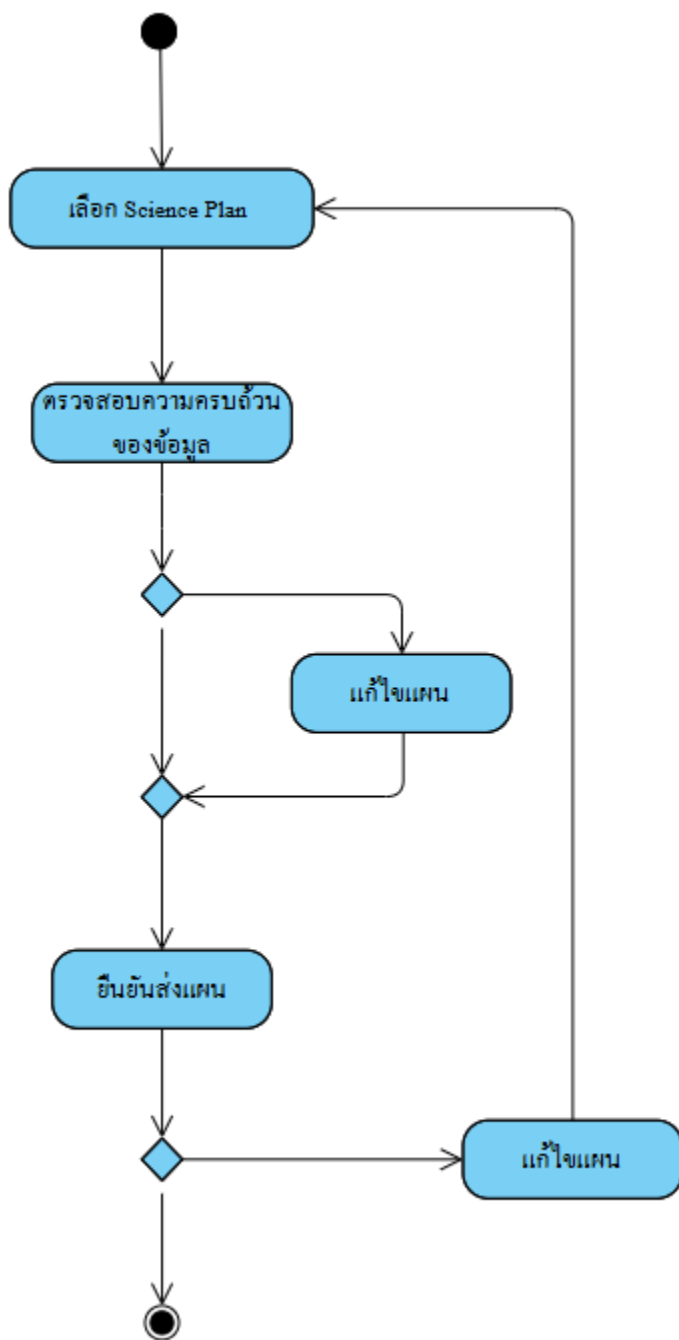 เลือก Science Plan
ตรวจสอบความครบถ้วน
ของข้อมูล
แก้ไขแผน
ยืนยันส่งแผน
แก้ไขแผน